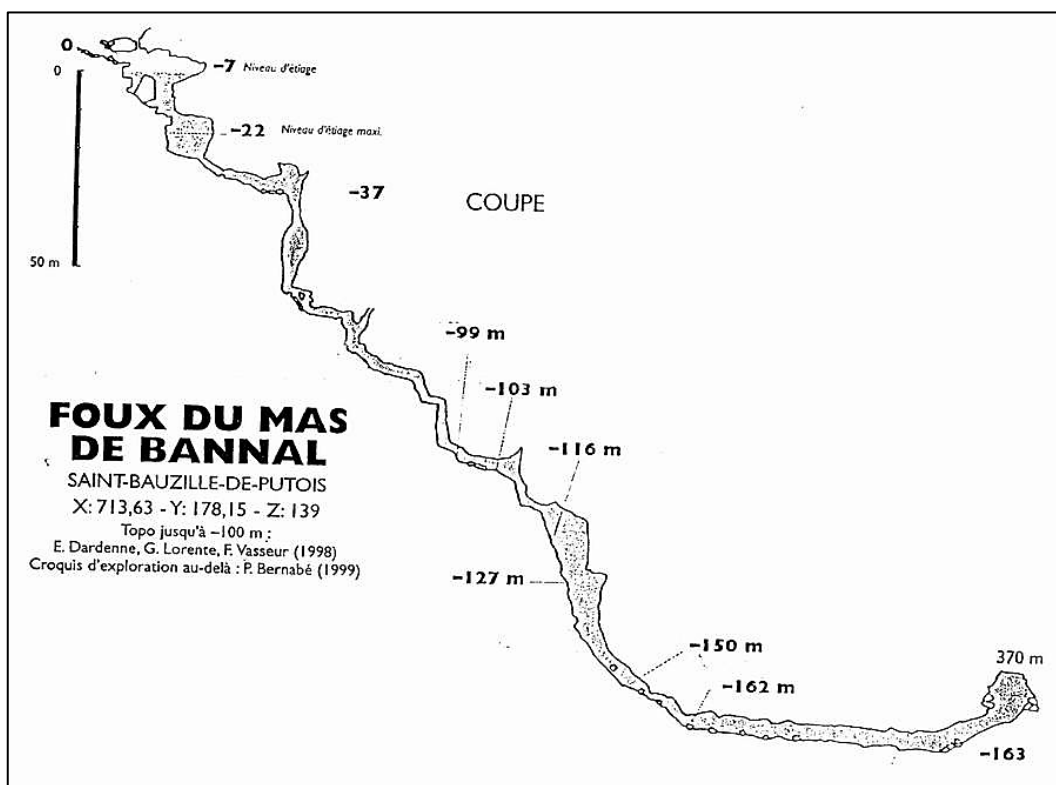 0
0
-7 Niveau d'étiage
-22 Niveau d'étiage maxi.
-37
COUPE
50 m
-99 m
-103 m
-116 m
FOUX DU MAS
DE BANNAL
SAINT-BAUZILLE-DE-PUTOIS
X: 713,63 - Y: 178,15 - Z: 139
Topo jusqu'à -100 m :
E. Dardenne, G. Lorente, F. Vasseur (1998)
Croquis d'exploration au-delà : P. Bernabé (1999)
-127 m
-150 m
370 m
-162 m
-163